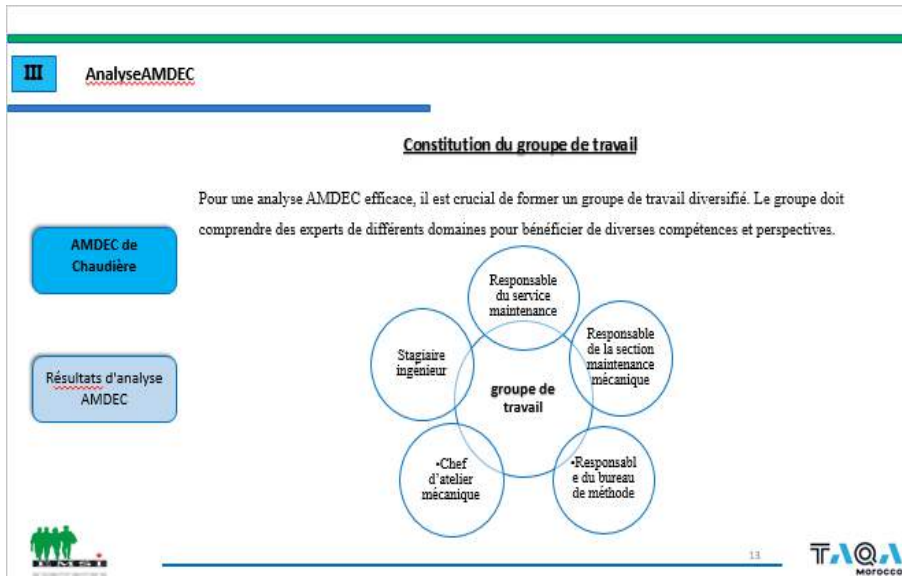 III
AnalyseAMDEC
Constitution du groupe de travail
Pour une analyse AMDEC efficace, il est crucial de former un groupe de travail diversifié. Le groupe doit
comprendre des experts de différents domaines pour bénéficier de diverses compétences et perspectives.
AMDEC de
Chaudière
Résultats d'analyse
AMDEC
Responsable
du service
maintenance
Responsable
de la section
maintenance
mécanique
•Responsabl
e du bureau
de méthode
•Chef
d'atelier
mécanique
Stagiaire
ingenieur
groupe de
travail
EMSI
13
TAQA
MOROCCO